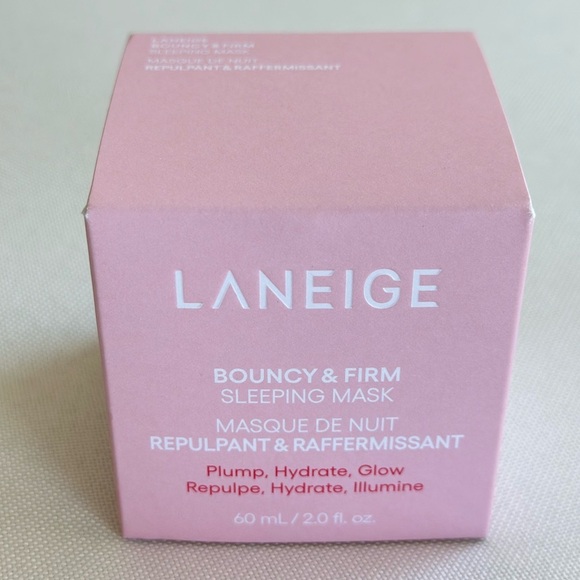 LANEIGE
BOUNCY & FIRM
SLEEPING MASK
MASQUE DE NUIT
REPULPANT & RAFFERMISSANT
LANEIGE
BOUNCY & FIRM
SLEEPING MASK
MASQUE DE NUIT
REPULPANT & RAFFERMISSANT
Plump, Hydrate, Glow
Repulpe, Hydrate, Illumine
60 mL / 2.0 fl. oz.